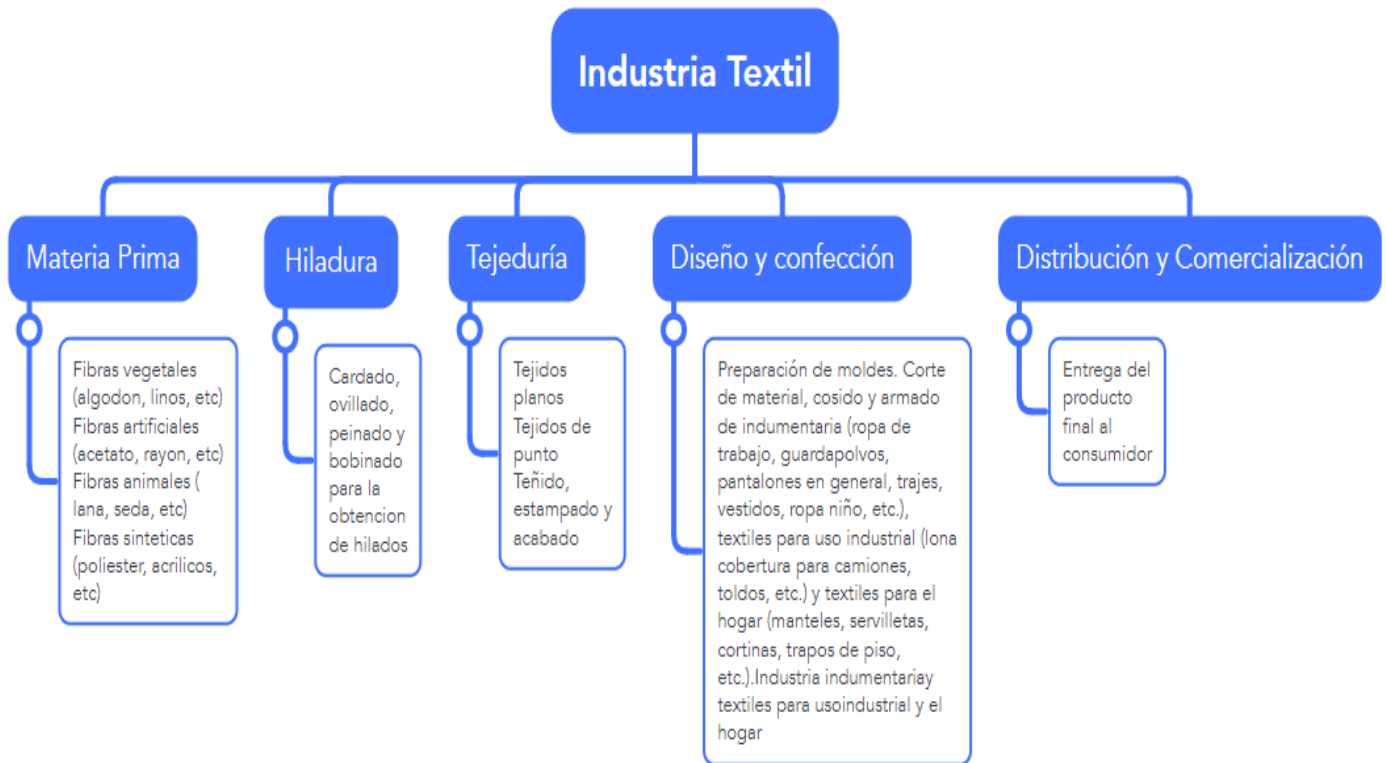 Industria Textil
Materia Prima
Hiladura
Tejeduría
Diseño y confección
Distribución y Comercialización
Fibras vegetales
(algodon, linos, etc)
Fibras artificiales
(acetato, rayon, etc)
Fibras animales (
lana, seda, etc)
Fibras sinteticas
(poliester, acrilicos,
etc)
Cardado,
ovillado,
peinado y
bobinado
para la
obtencion
de hilados
Tejidos
planos
Tejidos de
punto
Teñido,
estampado y
acabado
Preparación de moldes. Corte
de material, cosido y armado
de indumentaria (ropa de
trabajo, guardapolvos,
pantalones en general, trajes,
vestidos, ropa niño, etc.),
textiles para uso industrial (lona
cobertura para camiones,
toldos, etc.) y textiles para el
hogar (manteles, servilletas,
cortinas, trapos de piso,
etc.).Industria indumentariay
textiles para usoindustrial y el
hogar
Entrega del
producto
final al
consumidor